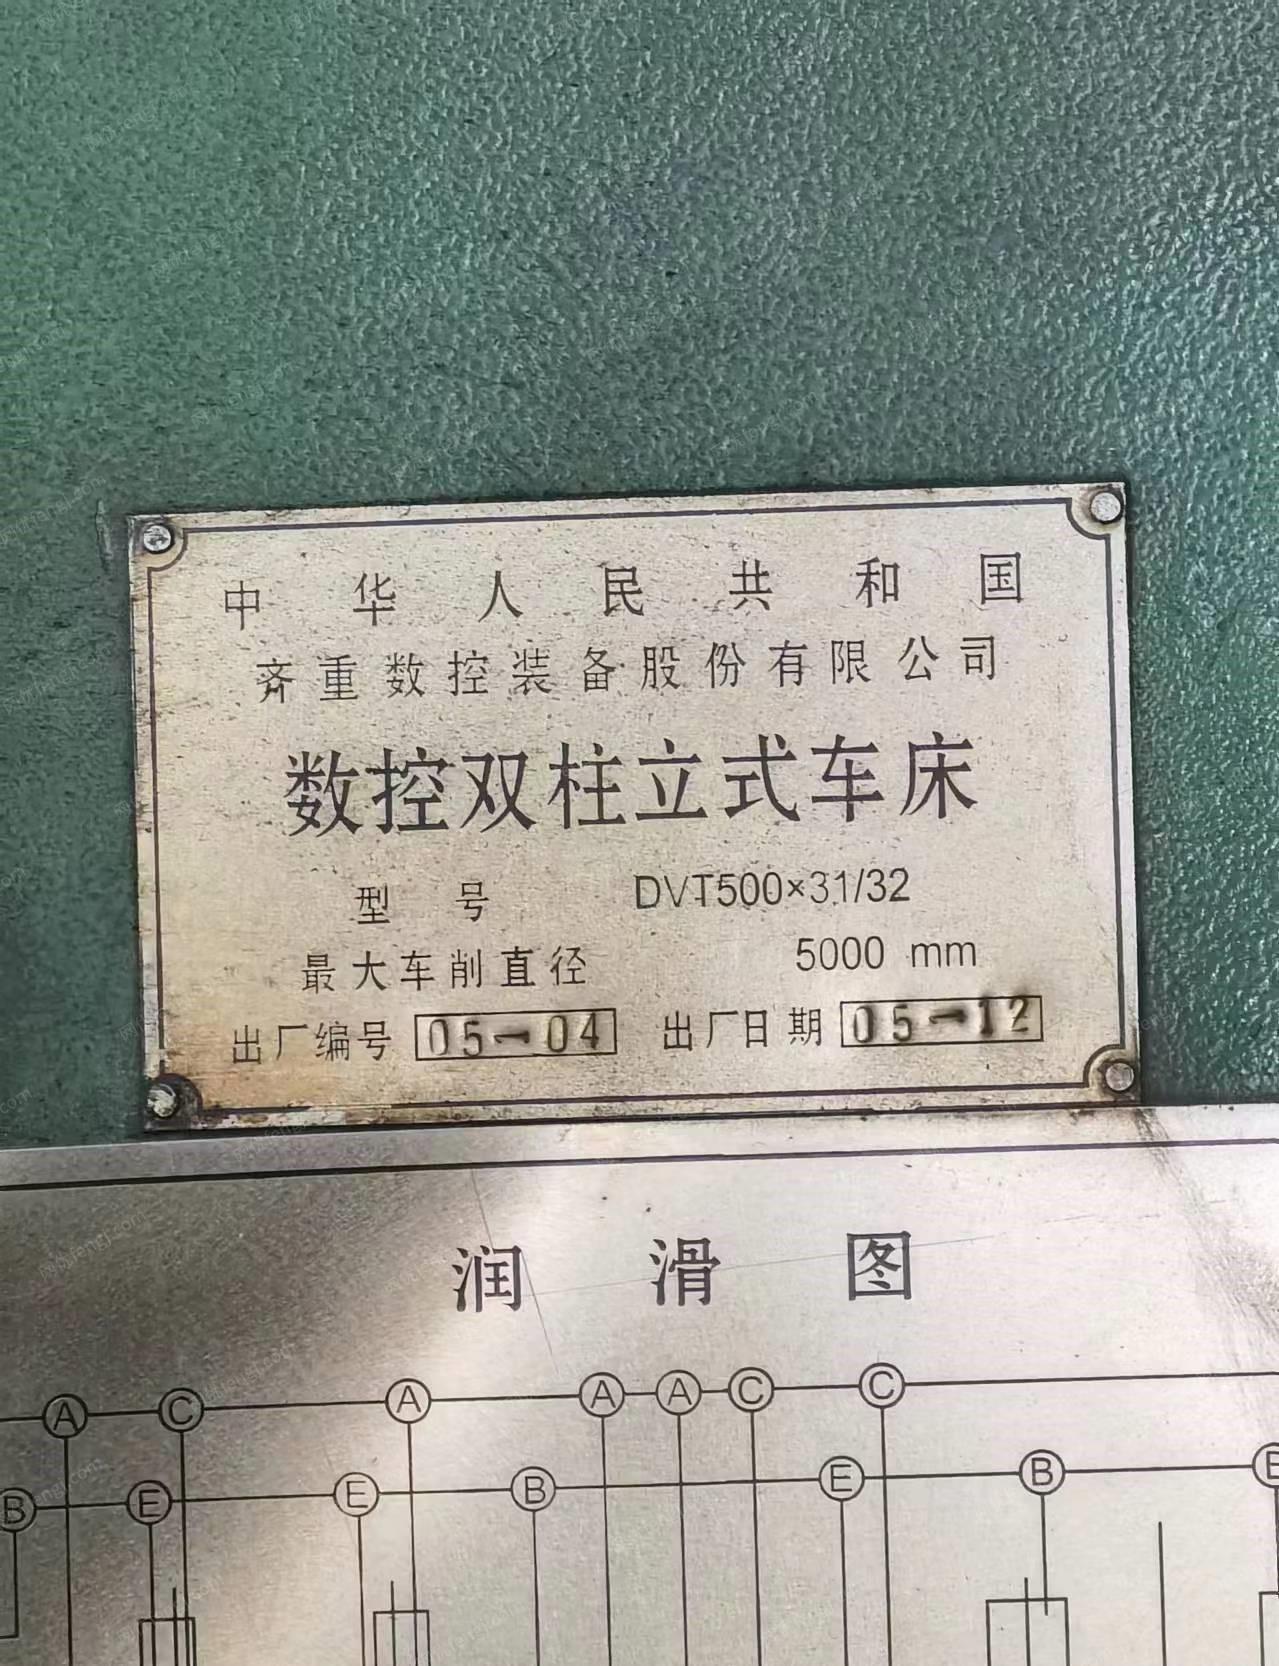 中华人民共和国
齐重数控装备股份有限公司
数控双柱立式车床
型号 DVT500×31/32
最大车削直径 5000 mm
出厂编号 05-04 出厂日期 05-12
润滑图
A C A A A C C
B E E B E B E